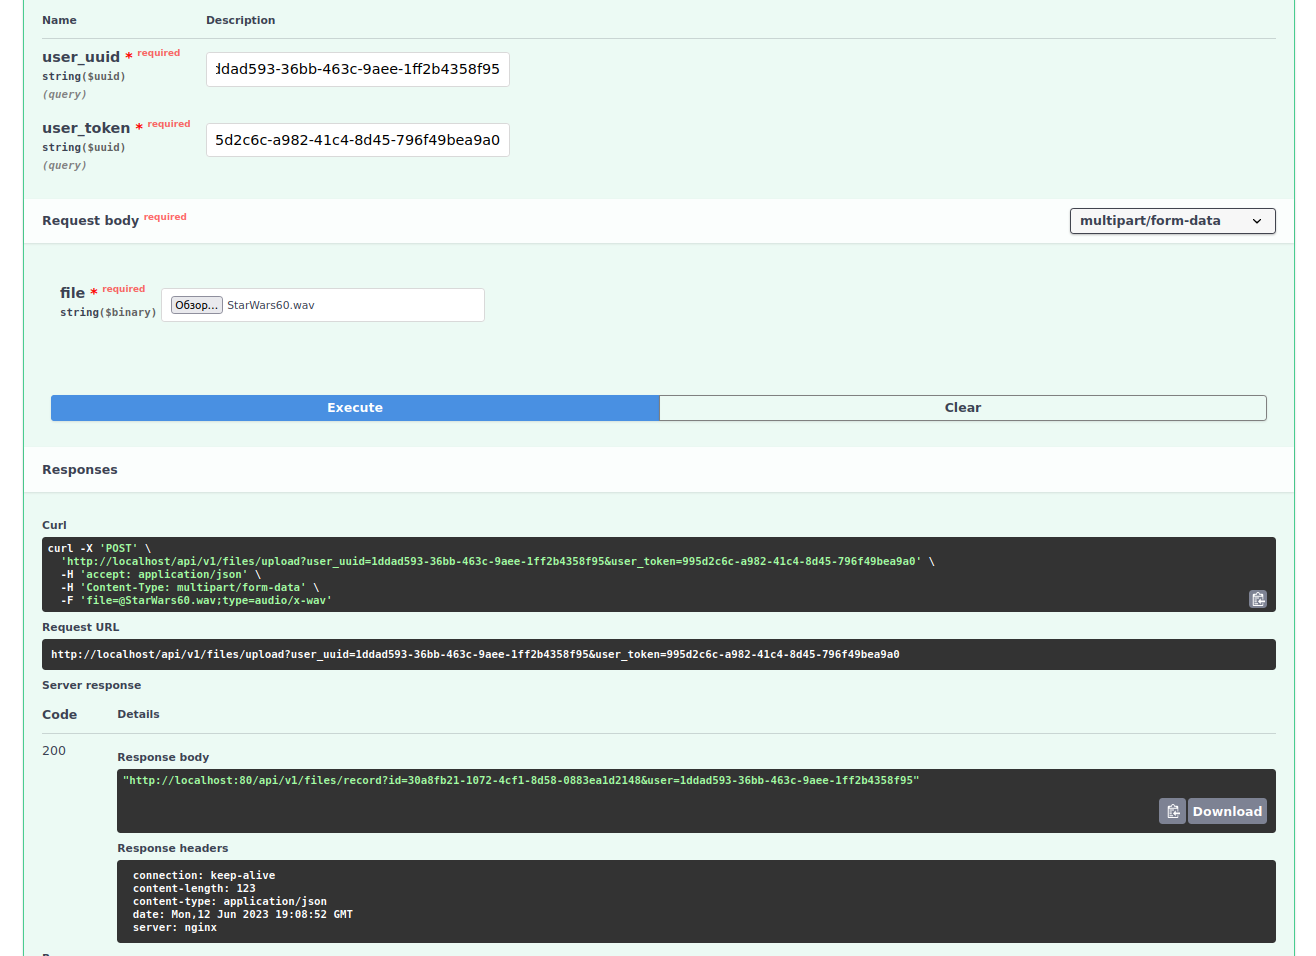 Name Description
user_uuid * required
string($uuid)
(query)
ddad593-36bb-463c-9aee-1ff2b4358f95
user_token * required
string($uuid)
(query)
5d2c6c-a982-41c4-8d45-796f49bea9a0
Request body required
multipart/form-data
file * required
string($binary)
Обзор... StarWars60.wav
Execute Clear
Responses
Curl
curl -X 'POST' \
'http://localhost/api/v1/files/upload?user_uuid=1ddad593-36bb-463c-9aee-1ff2b4358f95&user_token=995d2c6c-a982-41c4-8d45-796f49bea9a0' \
-H 'accept: application/json' \
-H 'Content-Type: multipart/form-data' \
-F 'file=@StarWars60.wav;type=audio/x-wav'
Request URL
http://localhost/api/v1/files/upload?user_uuid=1ddad593-36bb-463c-9aee-1ff2b4358f95&user_token=995d2c6c-a982-41c4-8d45-796f49bea9a0
Server response
Code Details
200
Response body
"http://localhost:80/api/v1/files/record?id=30a8fb21-1072-4cf1-8d58-0883ea1d2148&user=1ddad593-36bb-463c-9aee-1ff2b4358f95"
Download
Response headers
connection: keep-alive
content-length: 123
content-type: application/json
date: Mon,12 Jun 2023 19:08:52 GMT
server: nginx